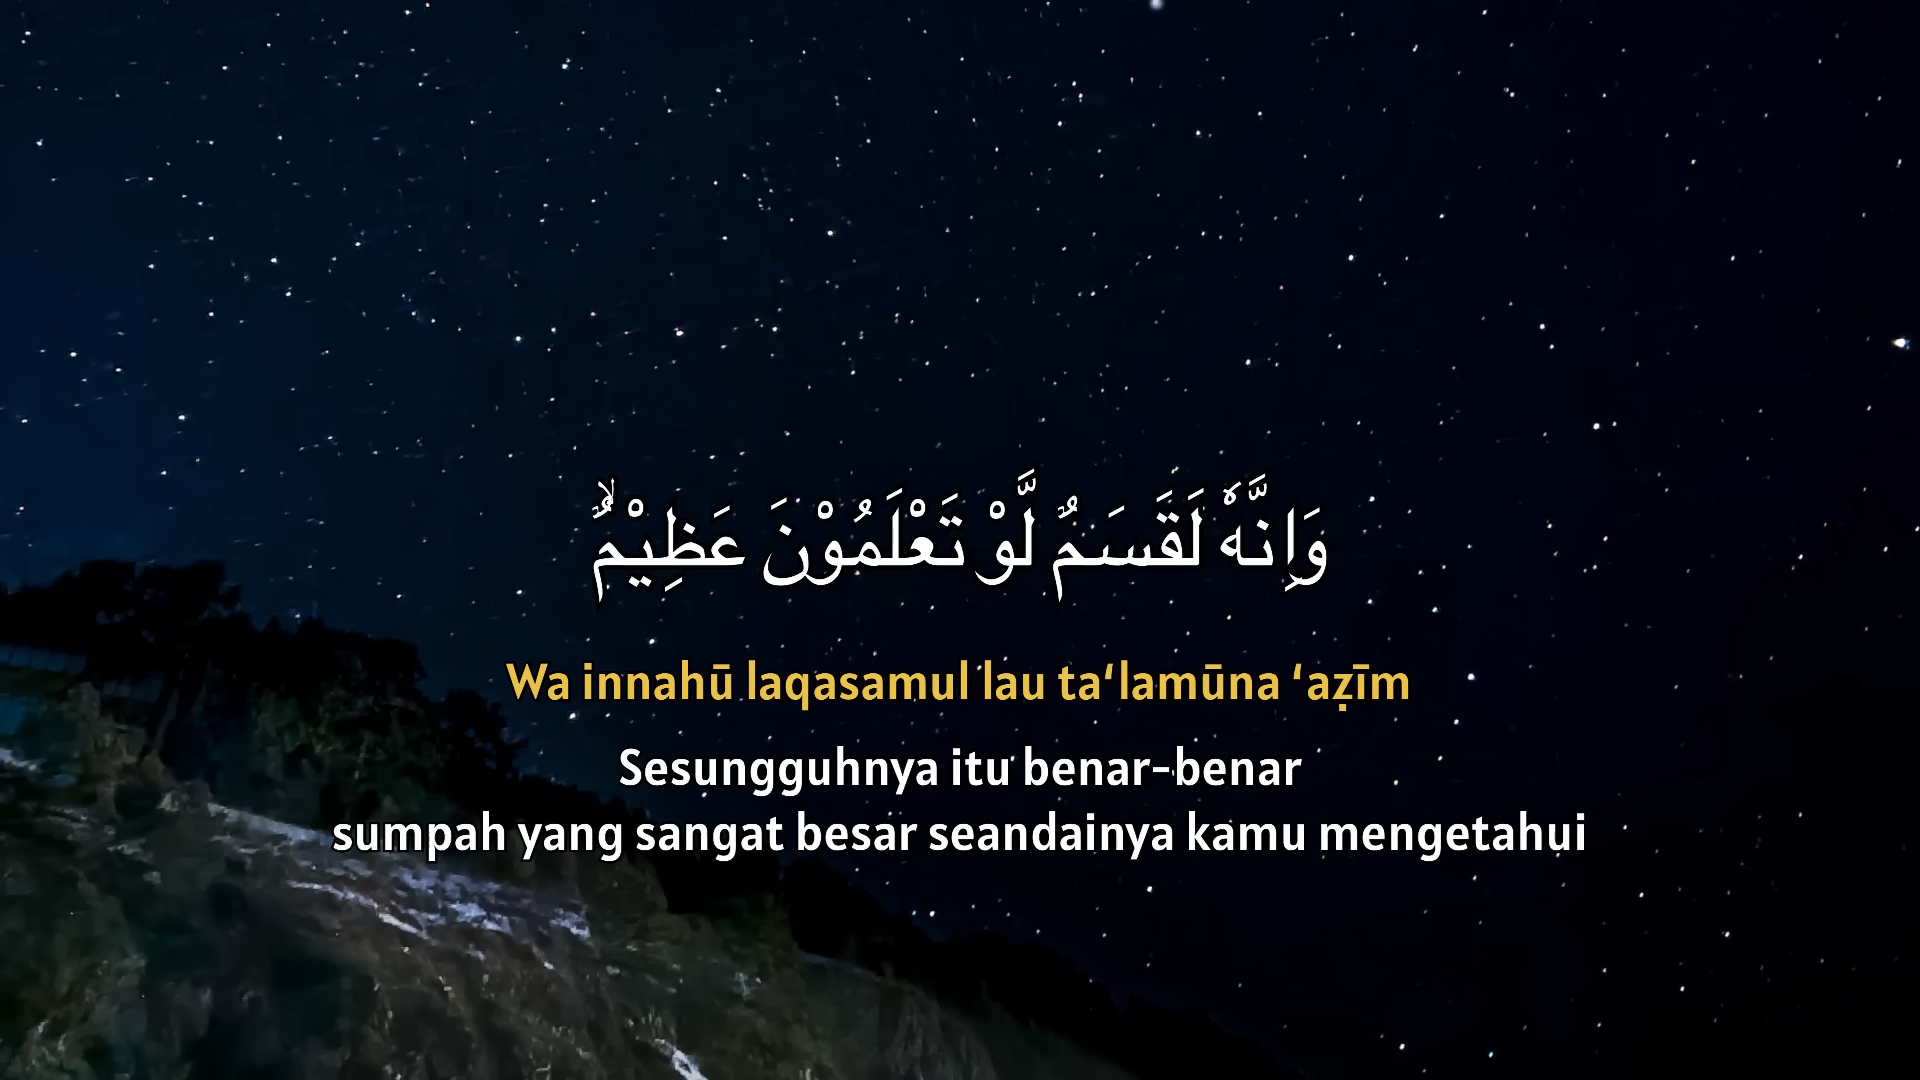 وَاِنَّهٗ لَقَسَمٌ لَّوْ تَعْلَمُوْنَ عَظِيْمٌۙ
Wa innahū laqasamul lau ta‘lamūna ‘aẓīm
Sesungguhnya itu benar-benar
sumpah yang sangat besar seandainya kamu mengetahui